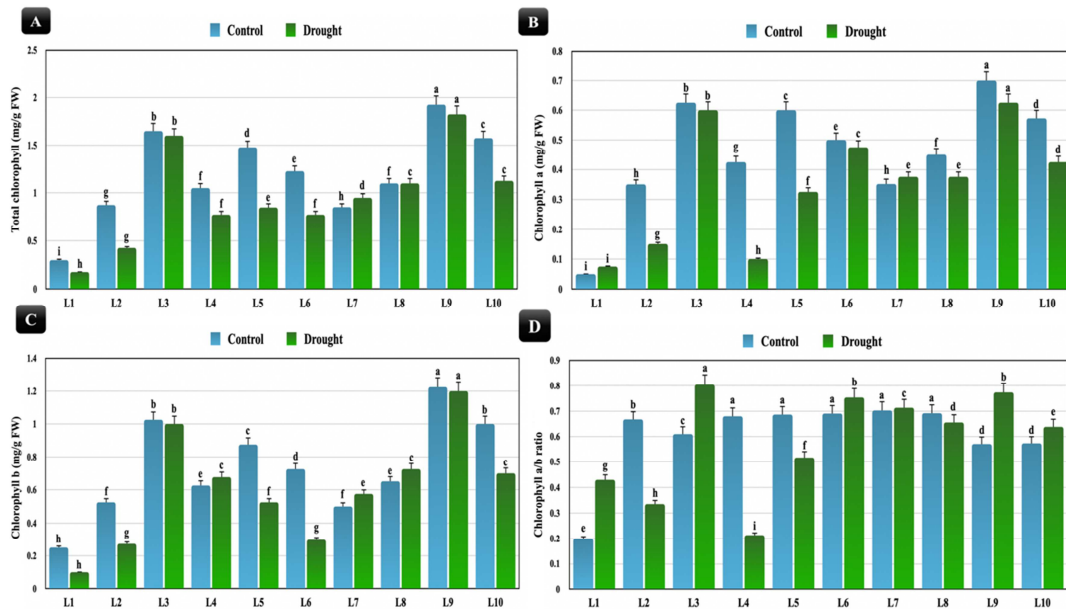 A
Control Drought
Total chlorophyll (mg/g FW)
2.5
2
1.5
1
0.5
0
i h g g b b f f d e e f h d c c a a c c
L1 L2 L3 L4 L5 L6 L7 L8 L9 L10
B
Control Drought
Chlorophyll a (mg/g FW)
0.8
0.7
0.6
0.5
0.4
0.3
0.2
0.1
0
i i h g b b g h c f e c h e f e a a d d
L1 L2 L3 L4 L5 L6 L7 L8 L9 L10
C
Control Drought
Chlorophyll b (mg/g FW)
1.4
1.2
1
0.8
0.6
0.4
0.2
0
h h f g b b e c c f d g f e e c a a b c
L1 L2 L3 L4 L5 L6 L7 L8 L9 L10
D
Control Drought
Chlorophyll a/b ratio
0.9
0.8
0.7
0.6
0.5
0.4
0.3
0.2
0.1
0
e g b h c a a i a f a b a c a d d b d e
L1 L2 L3 L4 L5 L6 L7 L8 L9 L10